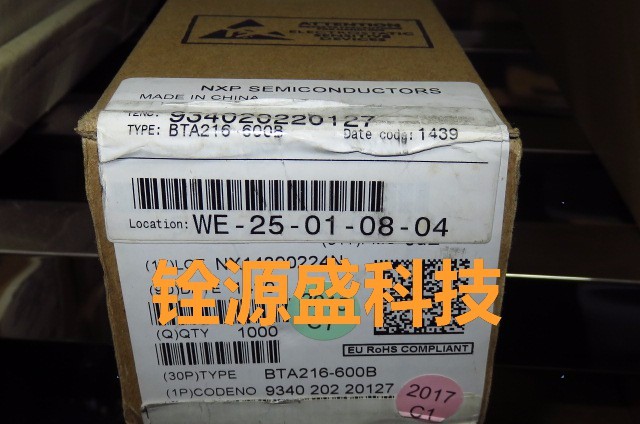 ATTENTION
NXP SEMICONDUCTORS
MADE IN CHINA
12NC: 934020220127
TYPE: BTA216-600B Date code: 1439
Location: WE-25-01-08-04
铨源盛科技
(Q)QTY 1000
EU RoHS COMPLIANT
(30P)TYPE BTA216-600B
(1P)CODENO 9340 202 20127
2017
C1